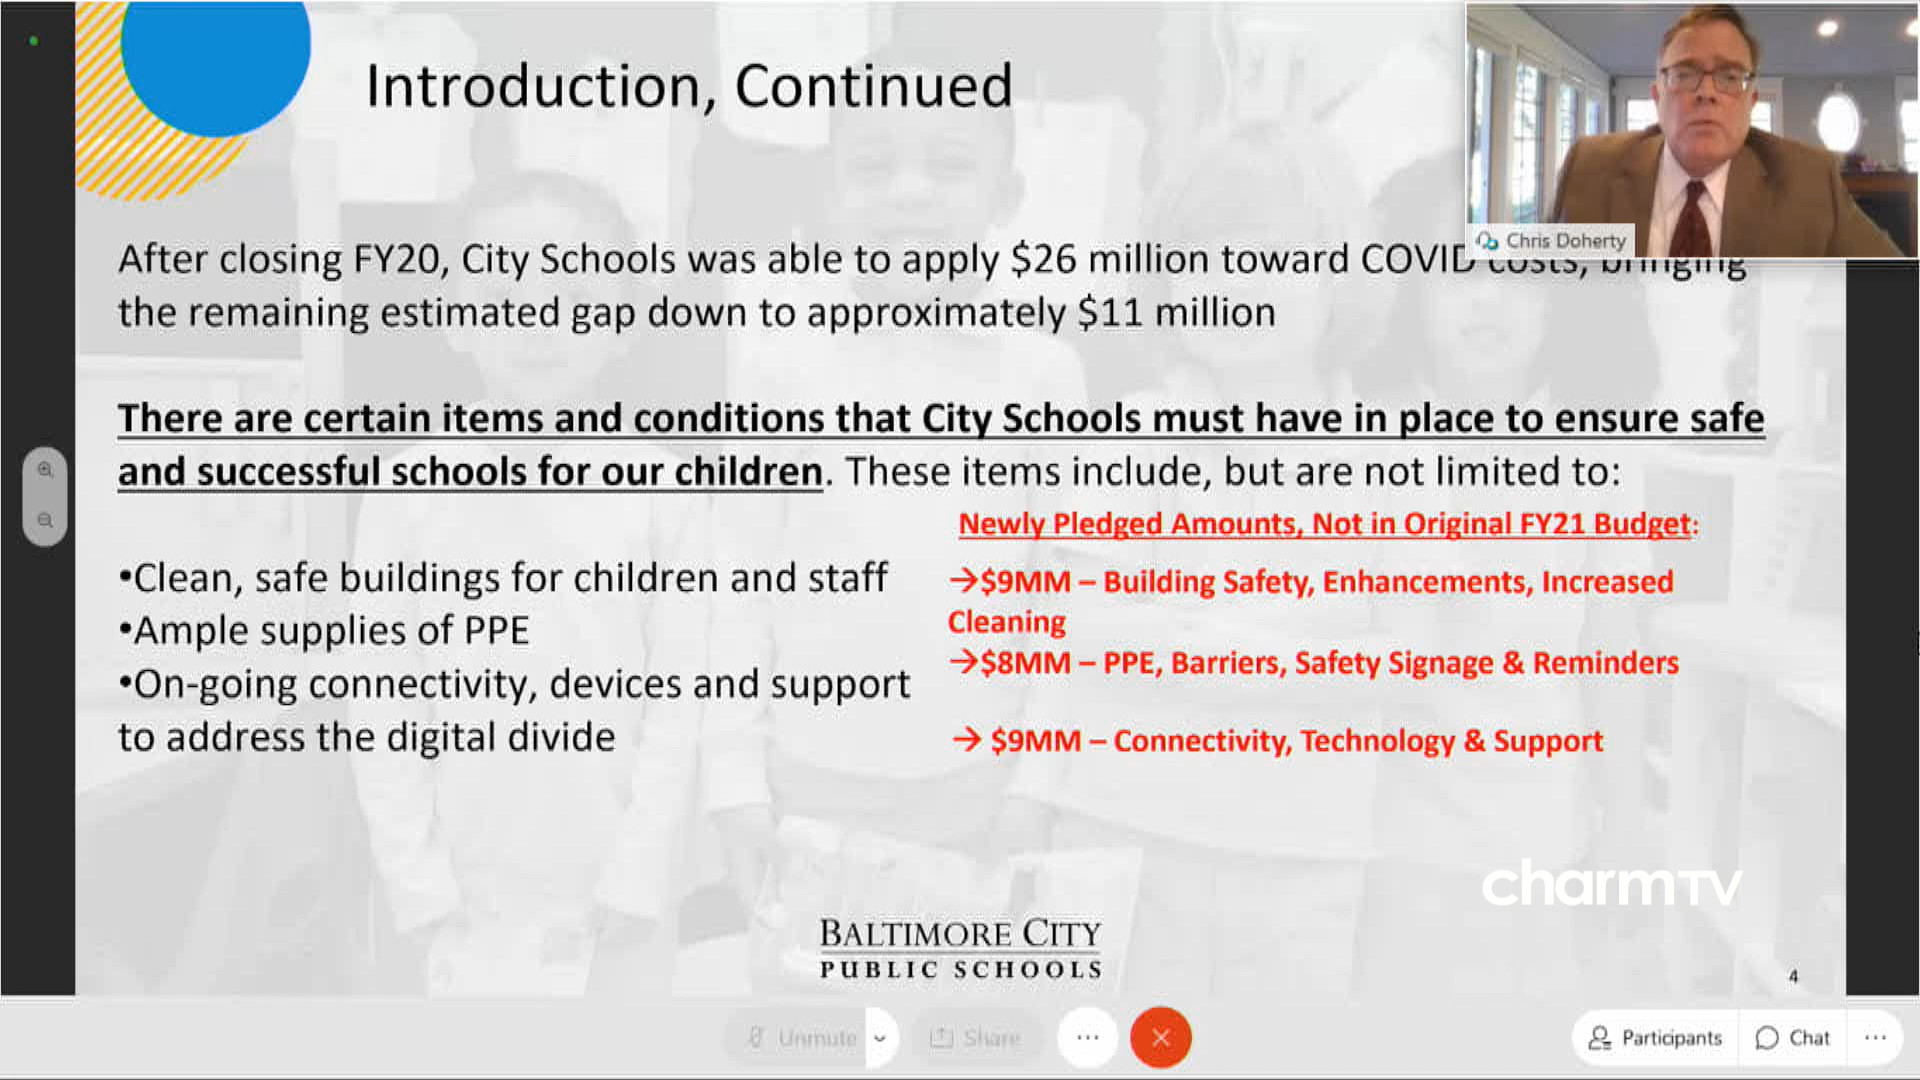 Introduction, Continued
Chris Doherty
After closing FY20, City Schools was able to apply $26 million toward COVID costs, bringing
the remaining estimated gap down to approximately $11 million
There are certain items and conditions that City Schools must have in place to ensure safe
and successful schools for our children. These items include, but are not limited to:
Newly Pledged Amounts, Not in Original FY21 Budget:
•Clean, safe buildings for children and staff
•Ample supplies of PPE
•On-going connectivity, devices and support
to address the digital divide
→$9MM – Building Safety, Enhancements, Increased
Cleaning
→$8MM – PPE, Barriers, Safety Signage & Reminders
→ $9MM – Connectivity, Technology & Support
charmTV
BALTIMORE CITY
PUBLIC SCHOOLS
4
Unmute
Share
Participants
Chat